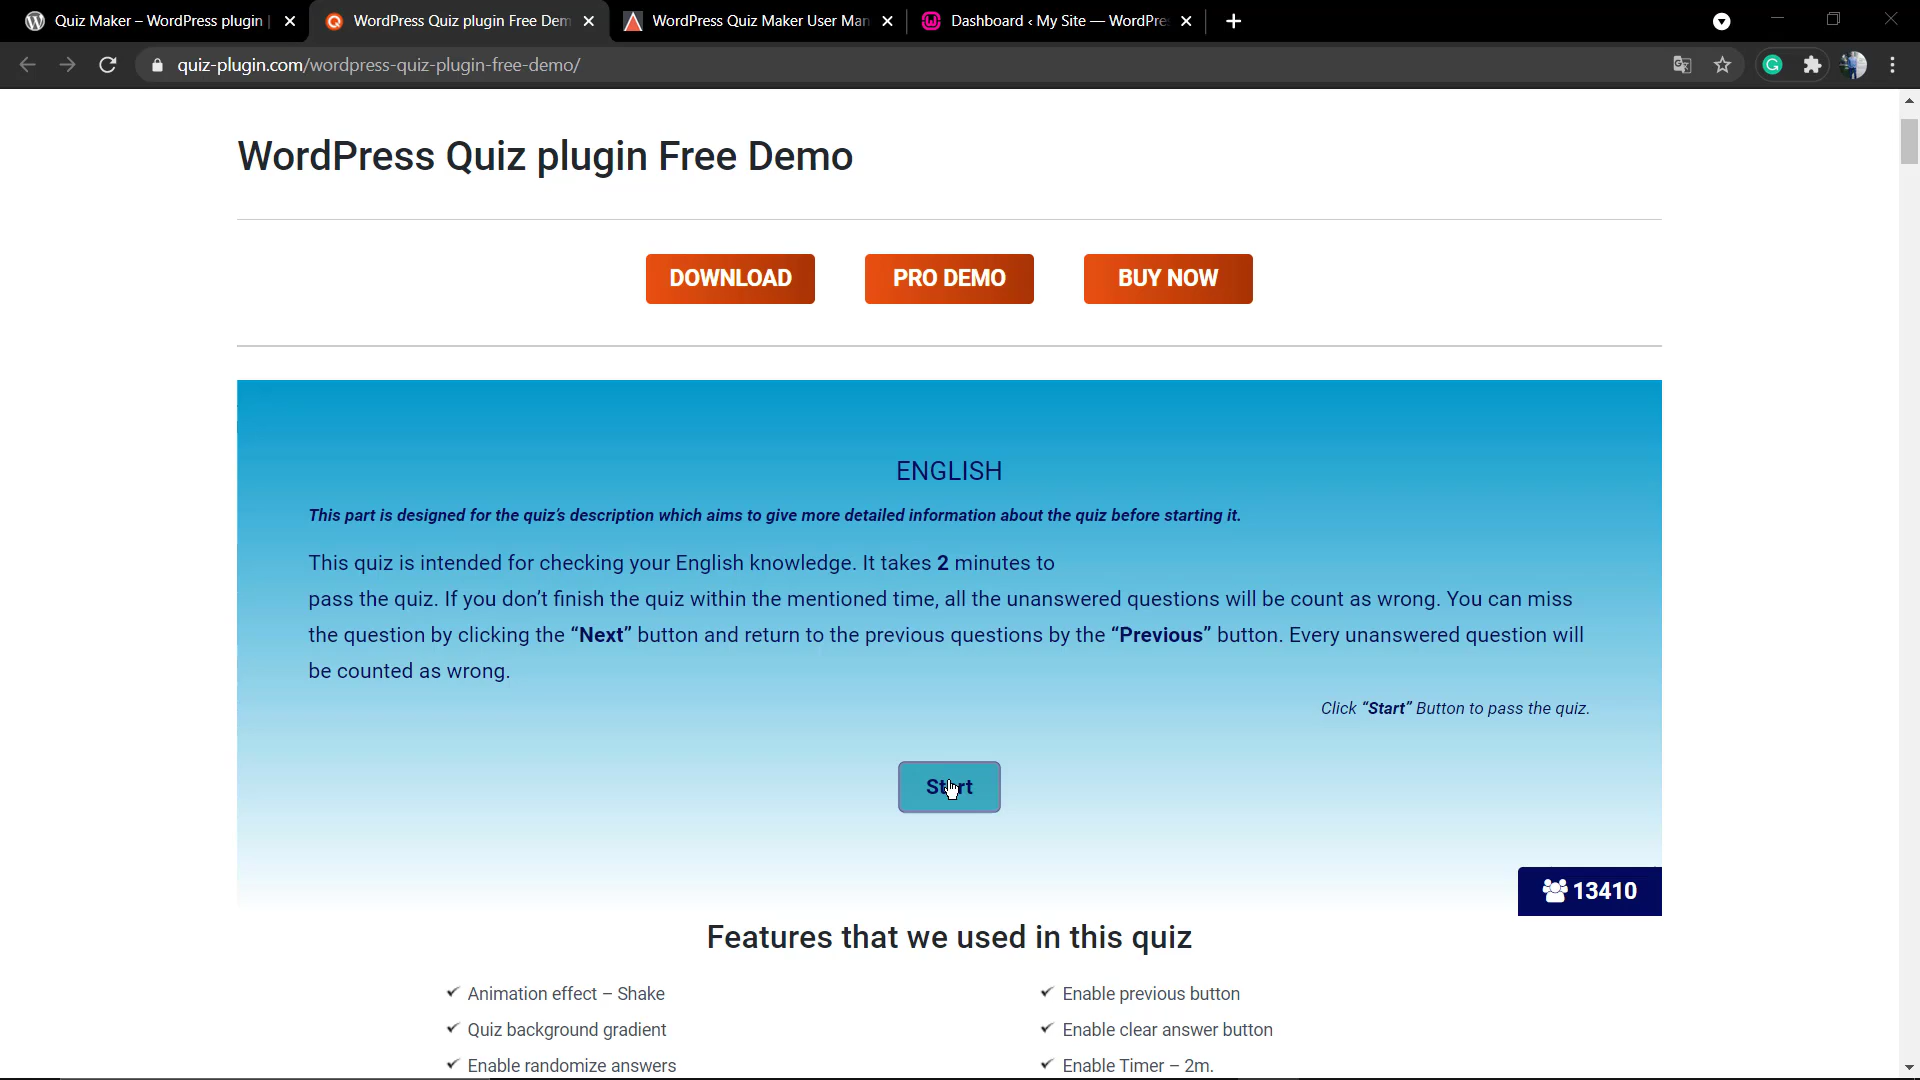 Quiz Maker – WordPress plugin
WordPress Quiz plugin Free Dem
WordPress Quiz Maker User Man
Dashboard ‹ My Site — WordPre
quiz-plugin.com/wordpress-quiz-plugin-free-demo/
WordPress Quiz plugin Free Demo
DOWNLOAD
PRO DEMO
BUY NOW
ENGLISH
This part is designed for the quiz's description which aims to give more detailed information about the quiz before starting it.
This quiz is intended for checking your English knowledge. It takes 2 minutes to
pass the quiz. If you don't finish the quiz within the mentioned time, all the unanswered questions will be count as wrong. You can miss
the question by clicking the “Next” button and return to the previous questions by the “Previous” button. Every unanswered question will
be counted as wrong.
Click “Start” Button to pass the quiz.
Start
13410
Features that we used in this quiz
Animation effect – Shake
Enable previous button
Quiz background gradient
Enable clear answer button
Enable randomize answers
Enable Timer – 2m.